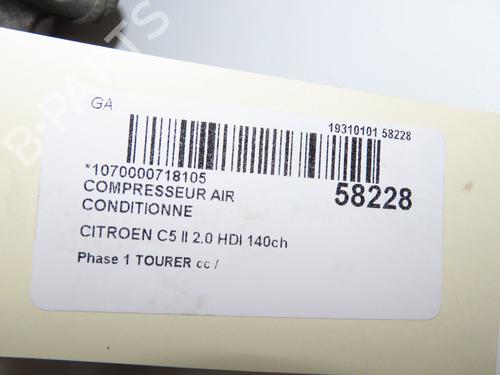 GA
19310101 58228
*1070000718105
58228
COMPRESSEUR AIR
CONDITIONNE
CITROEN C5 II 2.0 HDI 140ch
Phase 1 TOURER cc /
B-PARTS